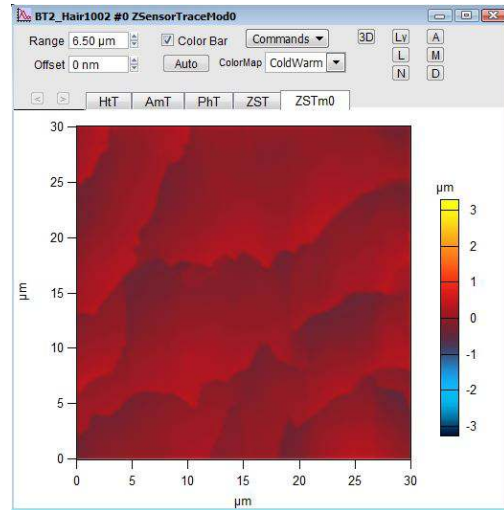 BT2_Hair1002 #0 ZSensorTraceMod0
Range 6.50 µm Color Bar Commands 3D Ly A
L M
Offset 0 nm Auto ColorMap ColdWarm N D
< > HtT AmT PhT ZST ZSTm0
30
25
20
15
10
5
0
µm
0 5 10 15 20 25 30
µm
µm
3
2
1
0
-1
-2
-3